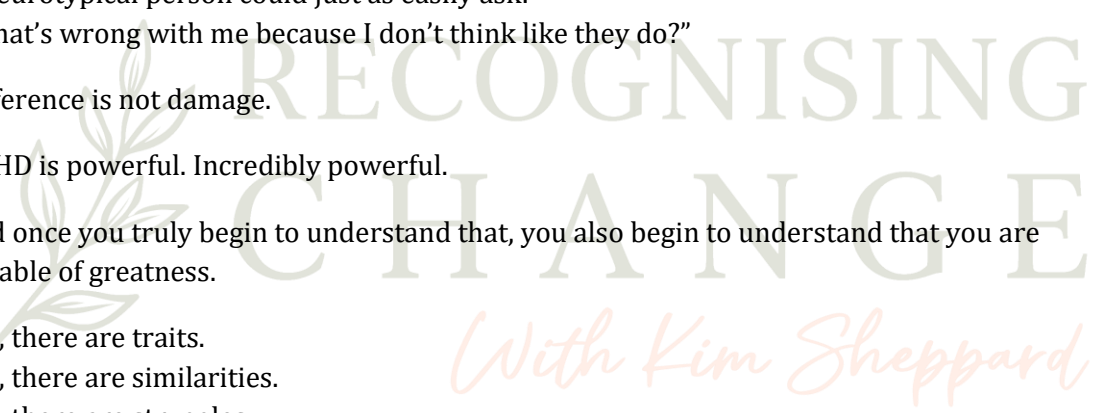 neurotypical person could just as easily ask:
hat's wrong with me because I don't think like they do?”
ference is not damage.
HD is powerful. Incredibly powerful.
d once you truly begin to understand that, you also begin to understand that you are
able of greatness.
, there are traits.
, there are similarities.
RECOGNISING
CHANGE
With Kim Sheppard